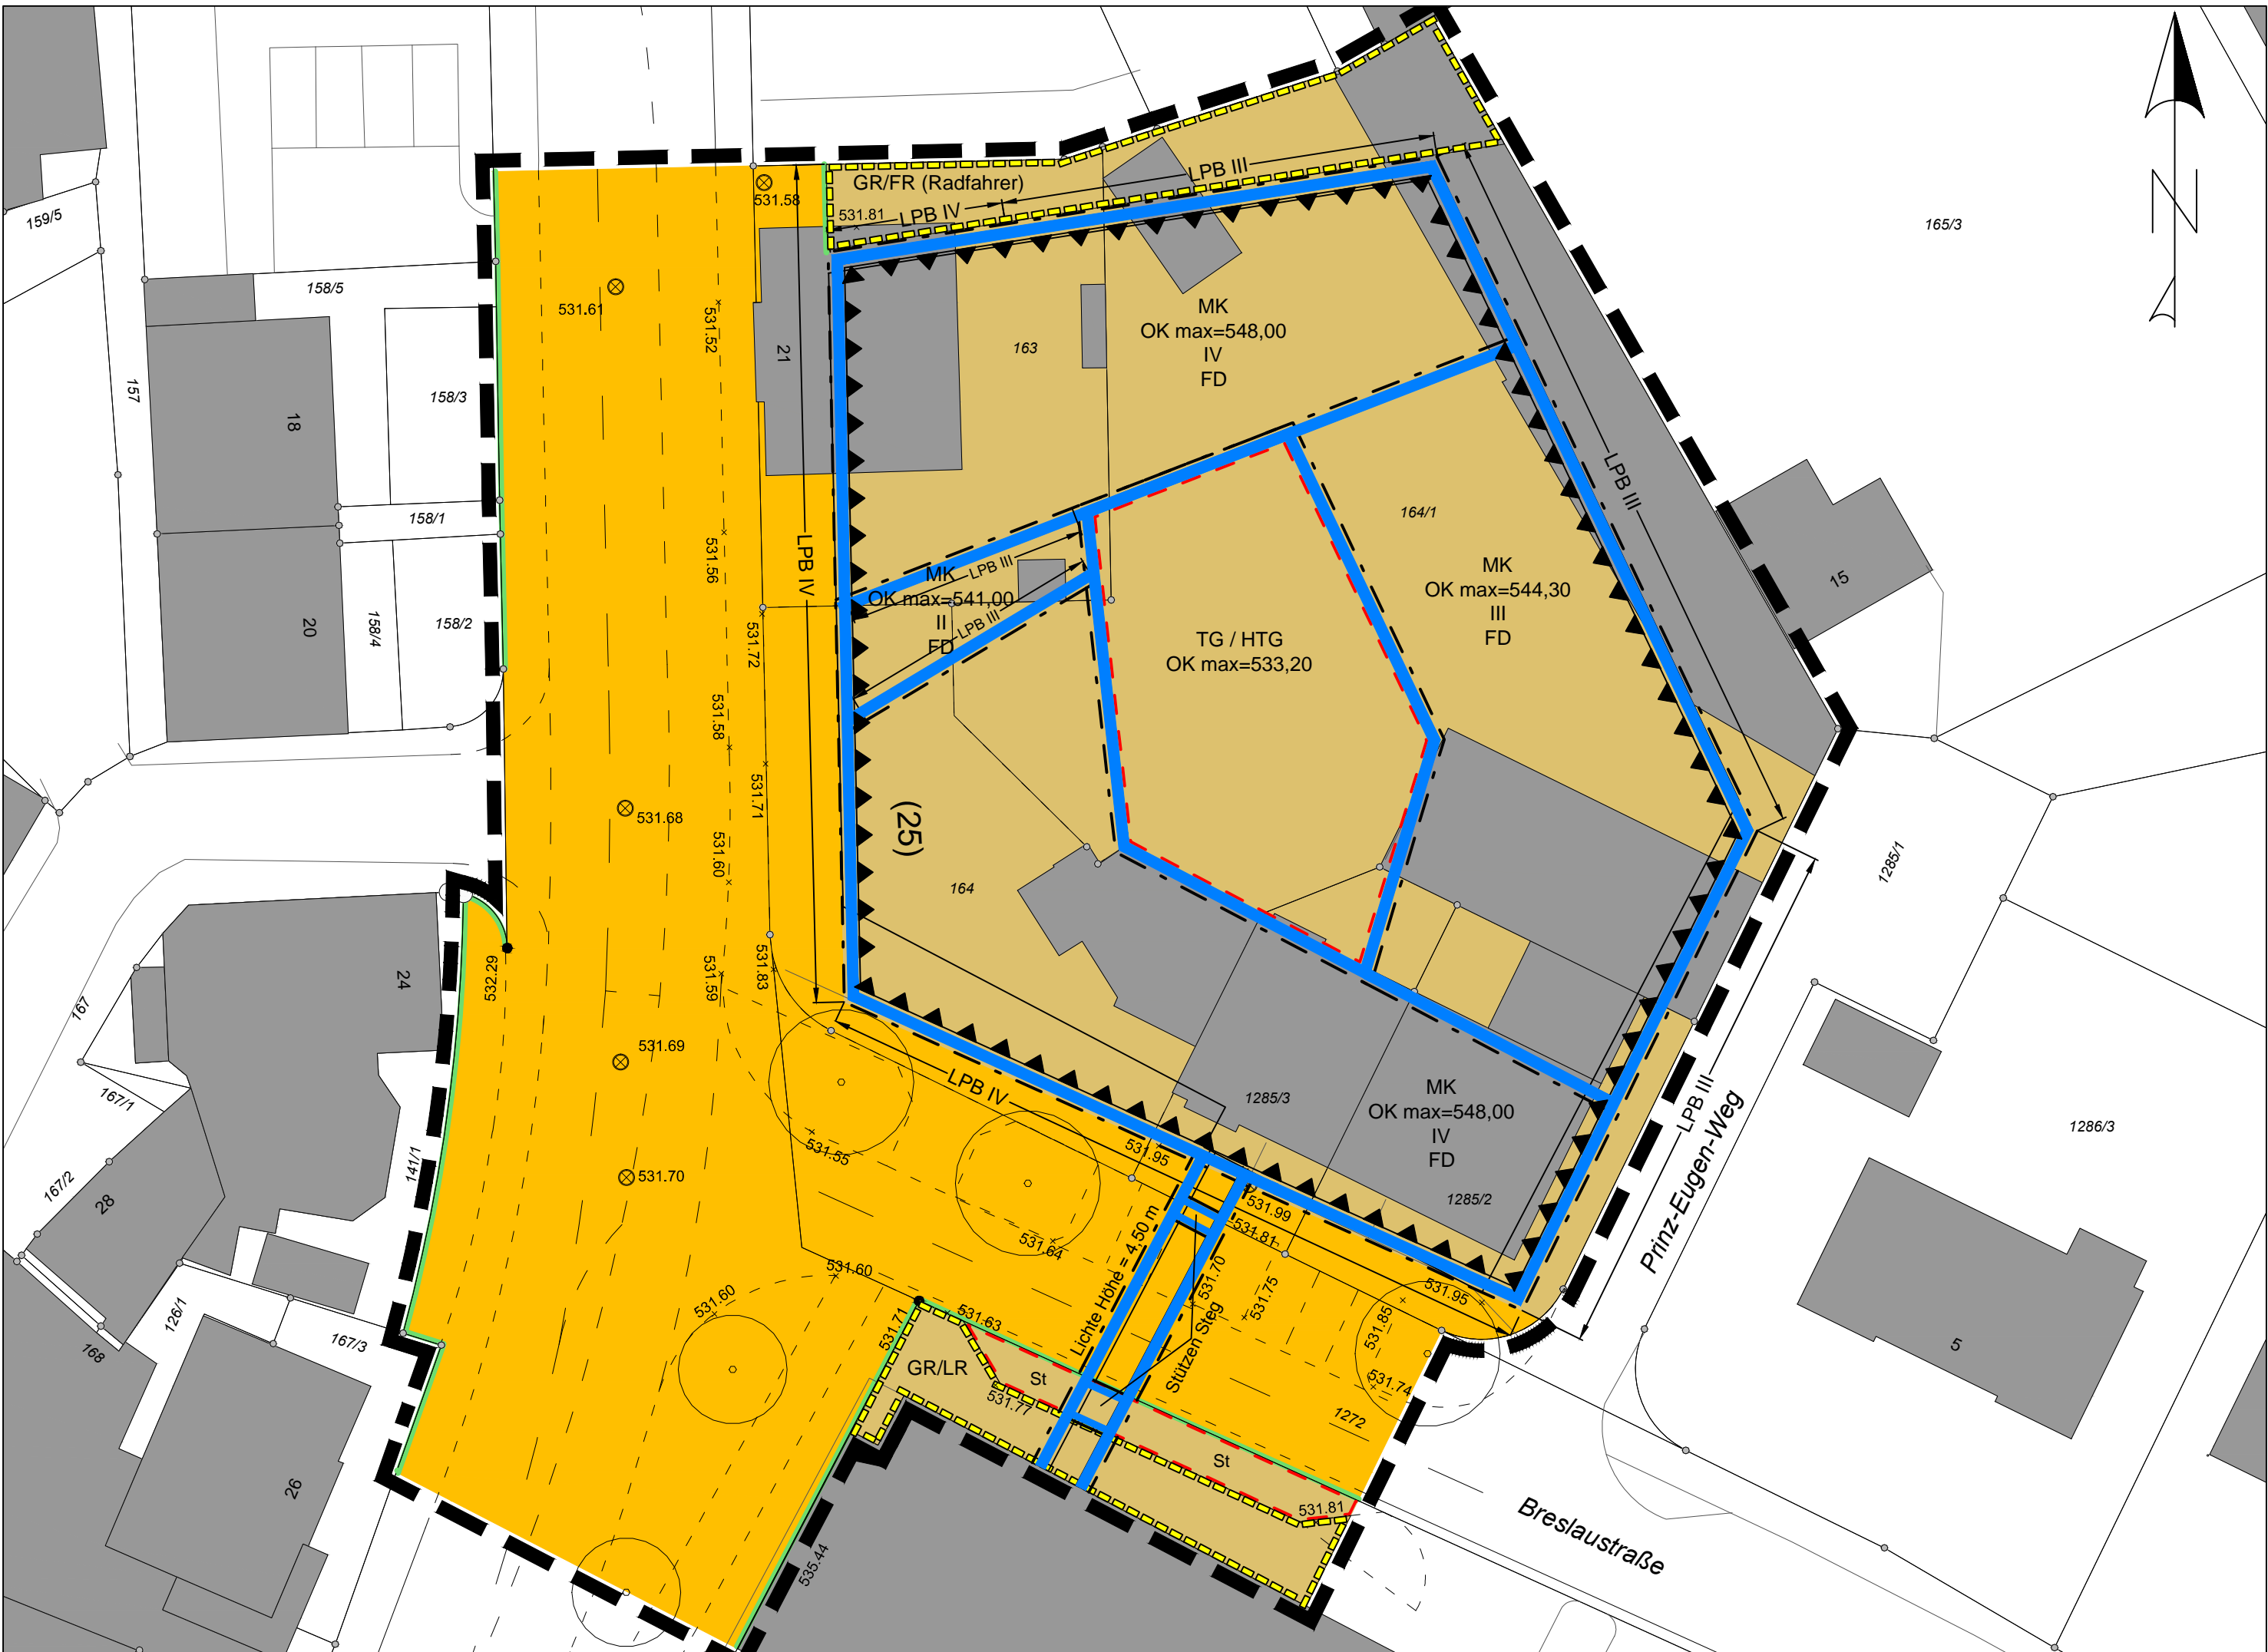 N
159/5
158/5
157
158/3
18
158/1
20
158/4
158/2
24
167
167/1
167/2
28
141/1
168
126/1
167/3
26
531.58
531.61
531.52
531.56
531.72
531.58
531.71
531.68
531.60
532.29
531.59
531.83
531.69
531.70
531.55
531.64
531.60
531.60
531.71
531.63
531.77
535.44
GR/FR (Radfahrer)
531.81
LPB IV
LPB III
21
163
MK
OK max=548,00
IV
FD
LPB IV
LPB III
LPB III
MK
OK max=541,00
II
FD
LPB III
164/1
MK
OK max=544,30
III
FD
TG / HTG
OK max=533,20
(25)
164
LPB IV
1285/3
MK
OK max=548,00
IV
FD
1285/2
531.95
531.99
531.81
531.70
531.75
531.85
531.95
531.74
1272
Lichte Höhe = 4,50 m
Stützen Steg
GR/LR
St
St
531.81
165/3
15
1285/1
LPB III
Prinz-Eugen-Weg
1286/3
5
Breslaustraße